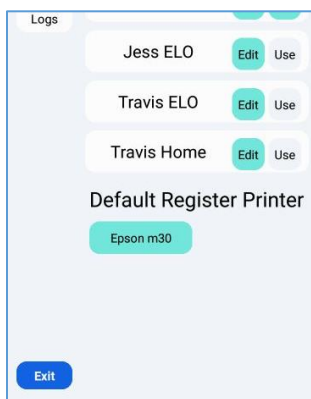 Logs
Jess ELO Edit Use
Travis ELO Edit Use
Travis Home Edit Use
Default Register Printer
Epson m30
Exit